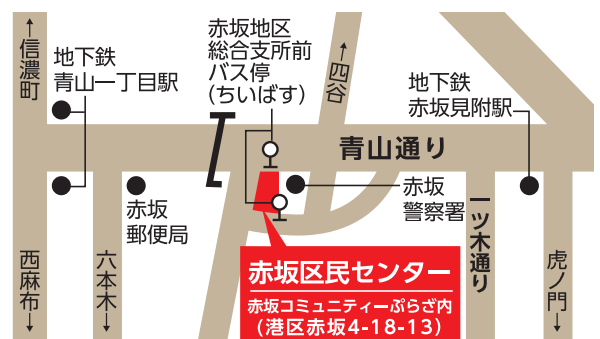 ←信濃町
地下鉄
青山一丁目駅
赤坂地区
総合支所前
バス停
(ちいばす)
←四谷
地下鉄
赤坂見附駅
青山通り
赤坂
郵便局
赤坂
警察署
一ツ木通り
西麻布→
六本木→
虎ノ門→
赤坂区民センター
赤坂コミュニティーぷらざ内
(港区赤坂4-18-13)